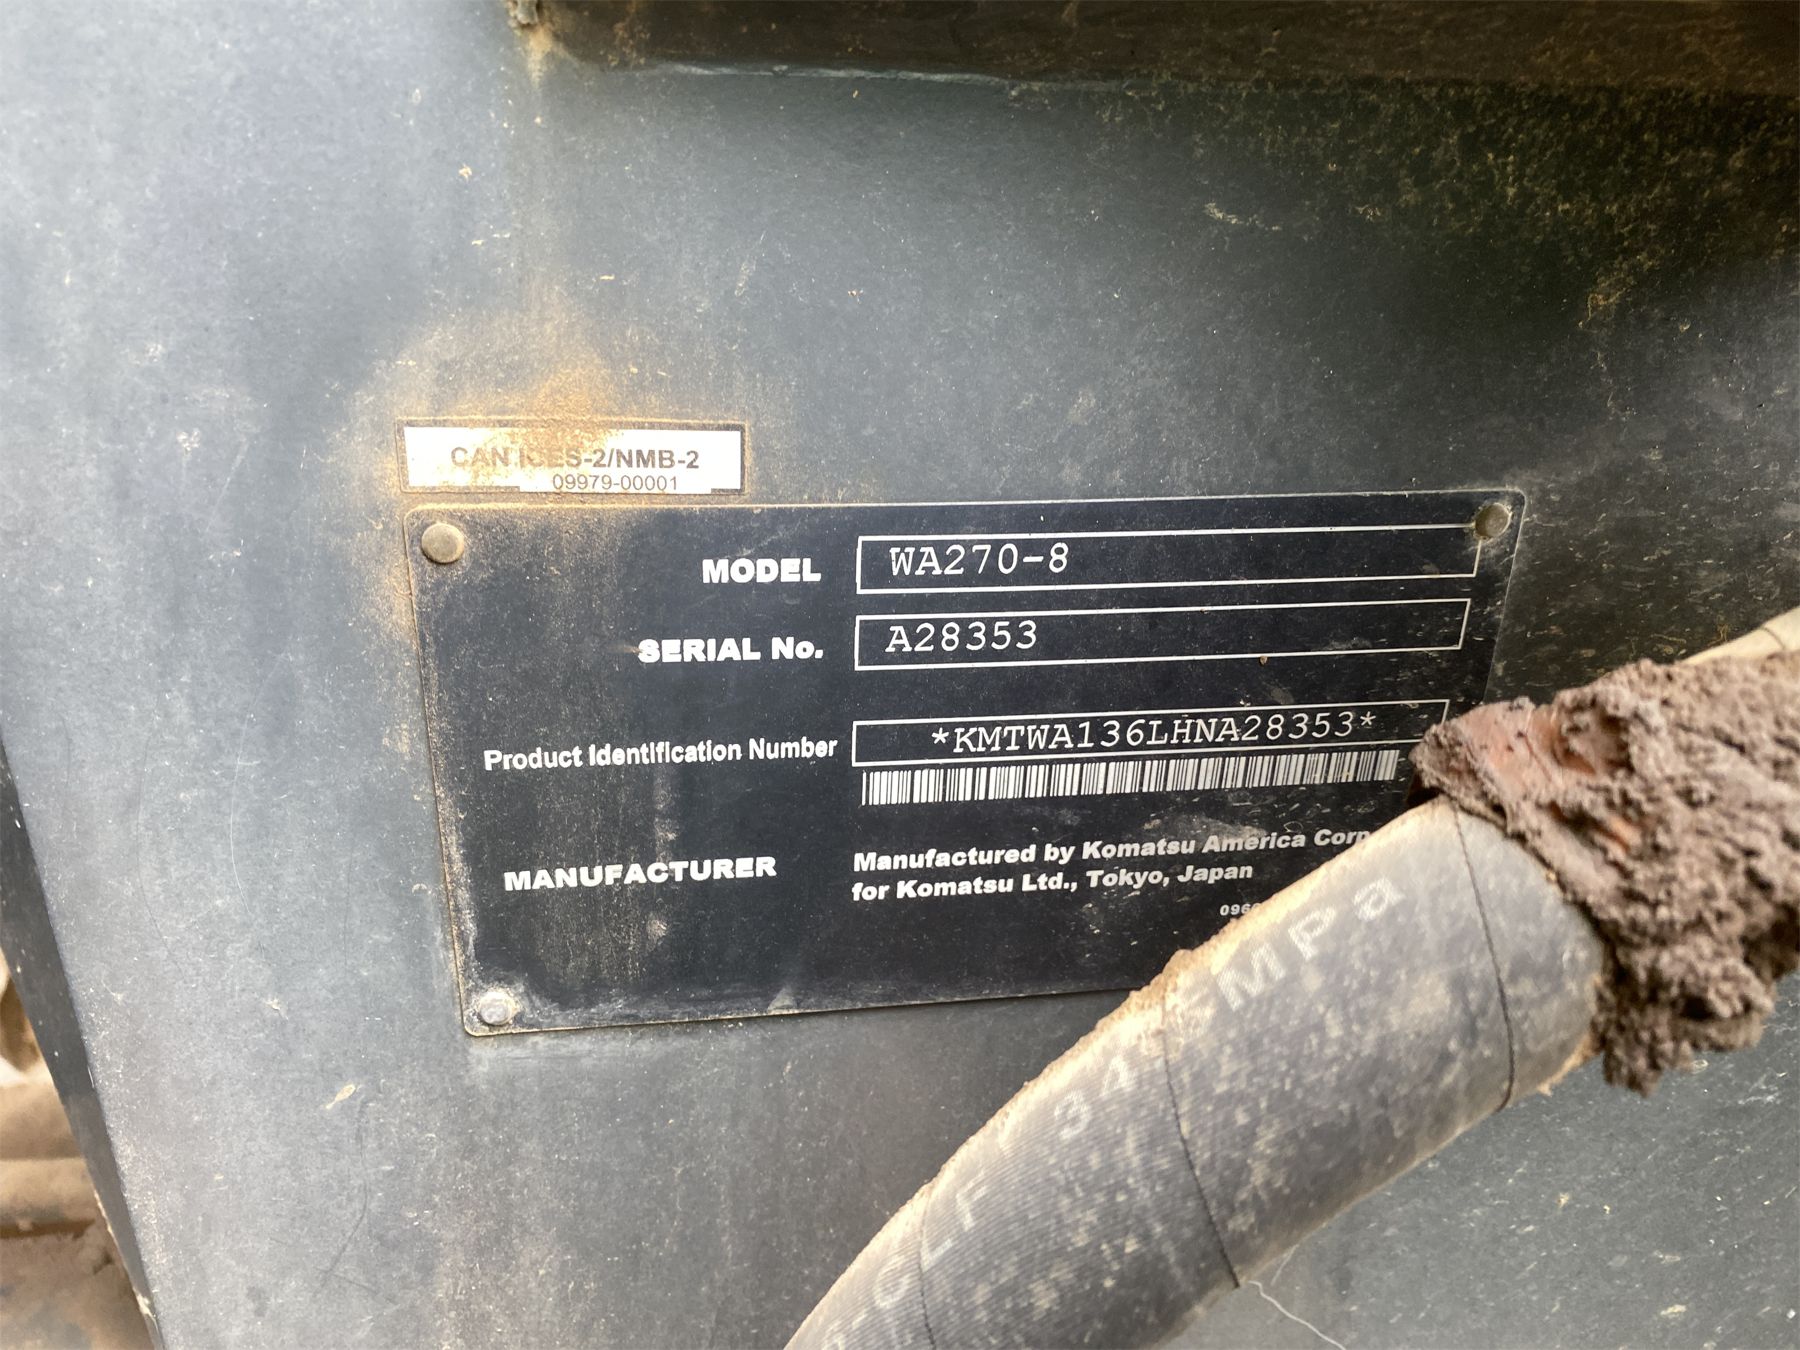 CAN ICES-2/NMB-2
09979-00001
MODEL WA270-8
SERIAL No. A28353
Product Identification Number *KMTWA136LHNA28353*
MANUFACTURER
Manufactured by Komatsu America Corp
for Komatsu Ltd., Tokyo, Japan
MPa